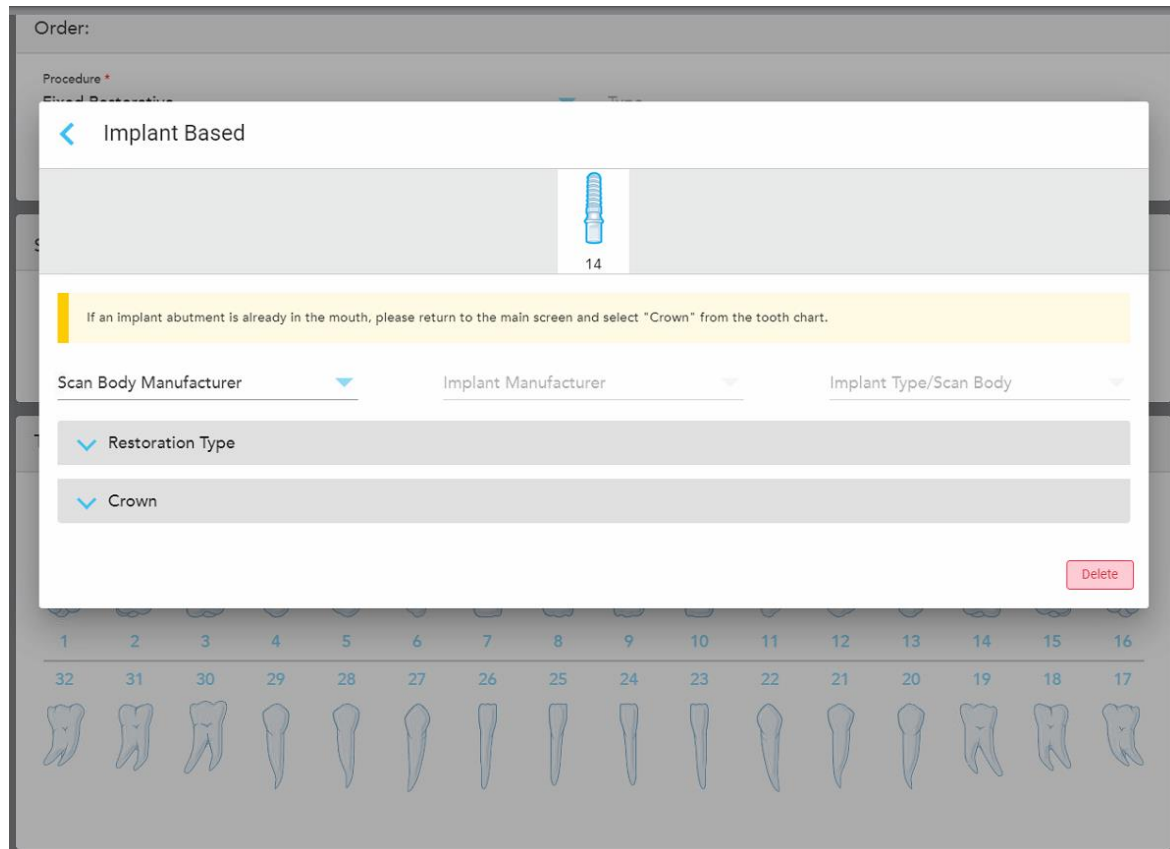 Order:
Procedure *
Fixed Restorative
Type
Implant Based
14
If an implant abutment is already in the mouth, please return to the main screen and select "Crown" from the tooth chart.
Scan Body Manufacturer
Implant Manufacturer
Implant Type/Scan Body
Restoration Type
Crown
Delete
1 2 3 4 5 6 7 8 9 10 11 12 13 14 15 16
32 31 30 29 28 27 26 25 24 23 22 21 20 19 18 17